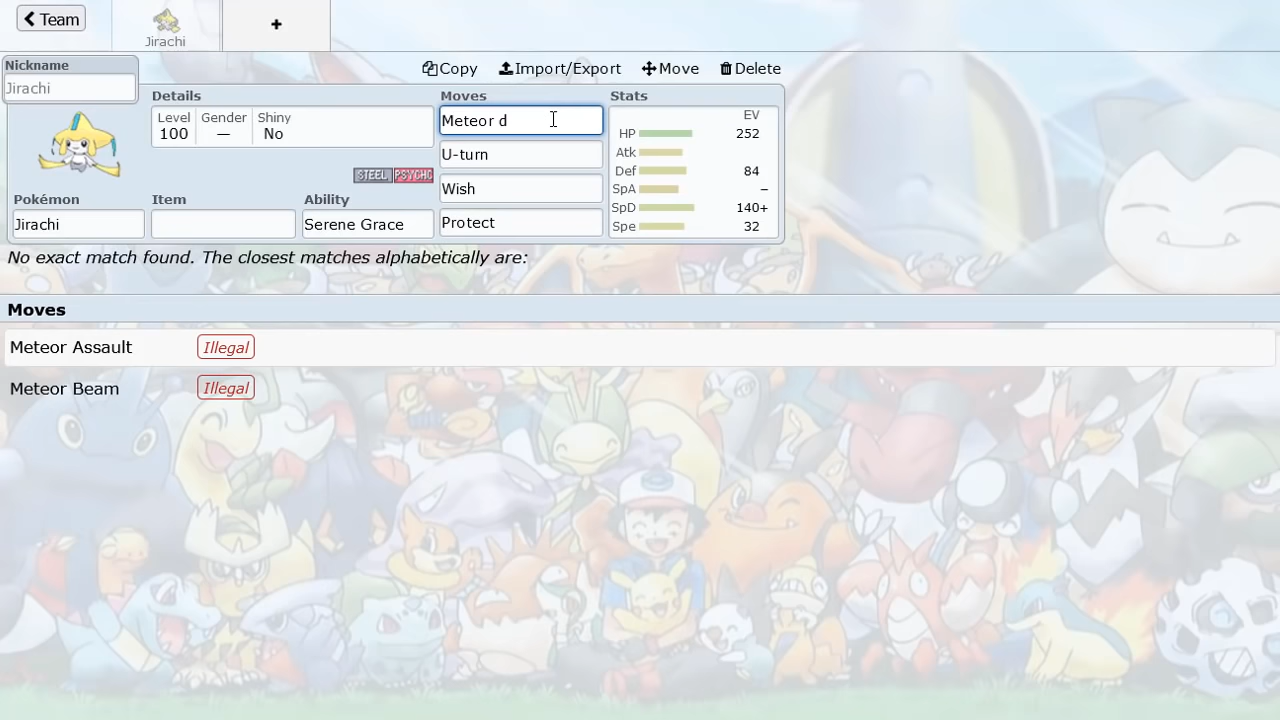 Team
Jirachi
+
Nickname
Jirachi
Copy Import/Export Move Delete
Details
Level Gender Shiny
100 — No
STEEL PSYCHC
Pokémon Item Ability
Jirachi Serene Grace
Moves
Meteor d
U-turn
Wish
Protect
Stats
EV
HP 252
Atk
Def 84
SpA –
SpD 140+
Spe 32
No exact match found. The closest matches alphabetically are:
Moves
Meteor Assault Illegal
Meteor Beam Illegal